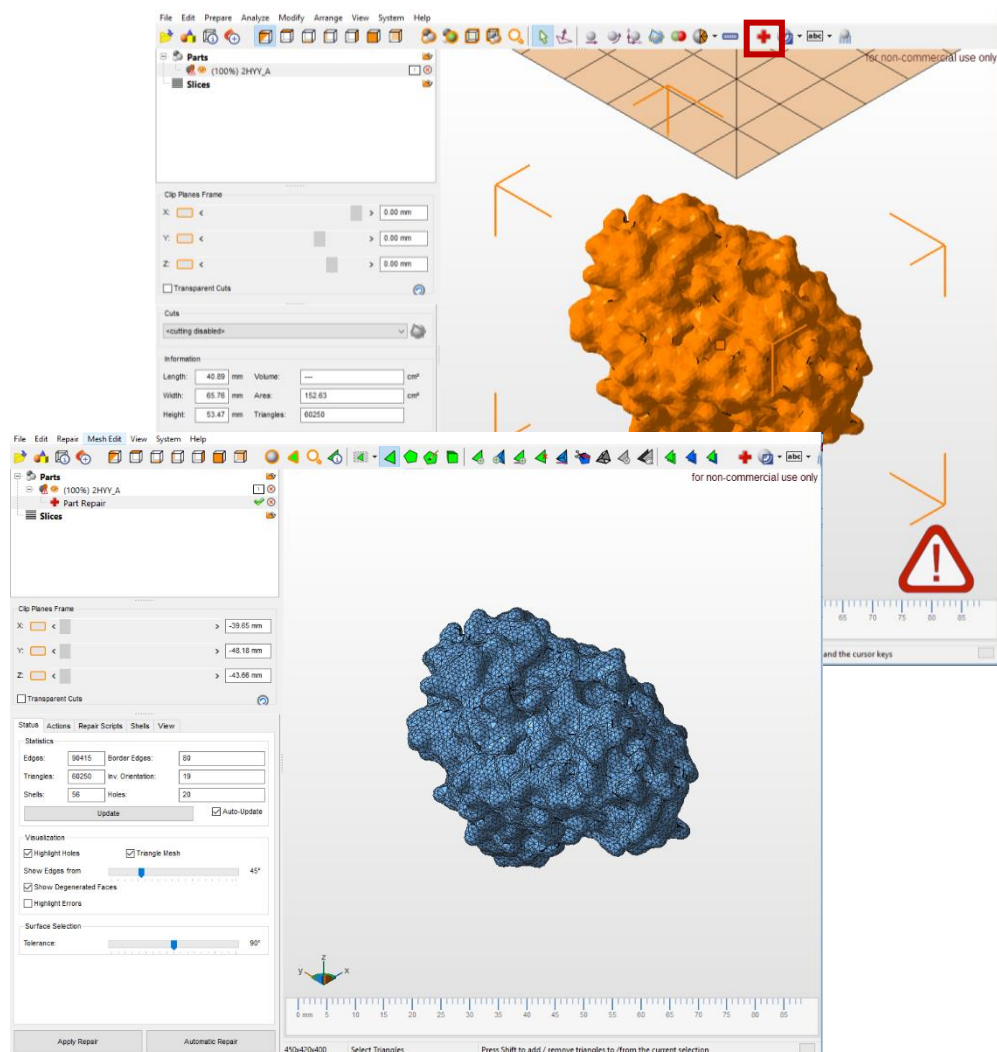 File Edit Prepare Analyze Modify Arrange View System Help
abc
for non-commercial use only
Parts
(100%) 2HYY_A
Slices
Clip Planes Frame
X: < > 0.00 mm
Y: < > 0.00 mm
Z: < > 0.00 mm
Transparent Cuts
Cuts
<cutting disabled>
Information
Length: 40.89 mm Volume: --- cm³
Width: 65.76 mm Area: 152.63 cm²
Height: 53.47 mm Triangles: 60250
65 70 75 80 85
and the cursor keys
File Edit Repair Mesh Edit View System Help
abc
for non-commercial use only
Parts
(100%) 2HYY_A
Part Repair
Slices
Clip Planes Frame
X: < > -39.65 mm
Y: < > -48.18 mm
Z: < > -43.66 mm
Transparent Cuts
Status Actions Repair Scripts Shells View
Statistics
Edges: 90415 Border Edges: 80
Triangles: 60250 Inv. Orientation: 19
Shells: 56 Holes: 20
Update Auto-Update
Visualization
Highlight Holes Triangle Mesh
Show Edges from 45°
Show Degenerated Faces
Highlight Errors
Surface Selection
Tolerance: 90°
z
y x
0 mm 5 10 15 20 25 30 35 40 45 50 55 60 65 70 75 80 85
Apply Repair Automatic Repair
450x420x400 Select Triangles Press Shift to add / remove triangles to /from the current selection